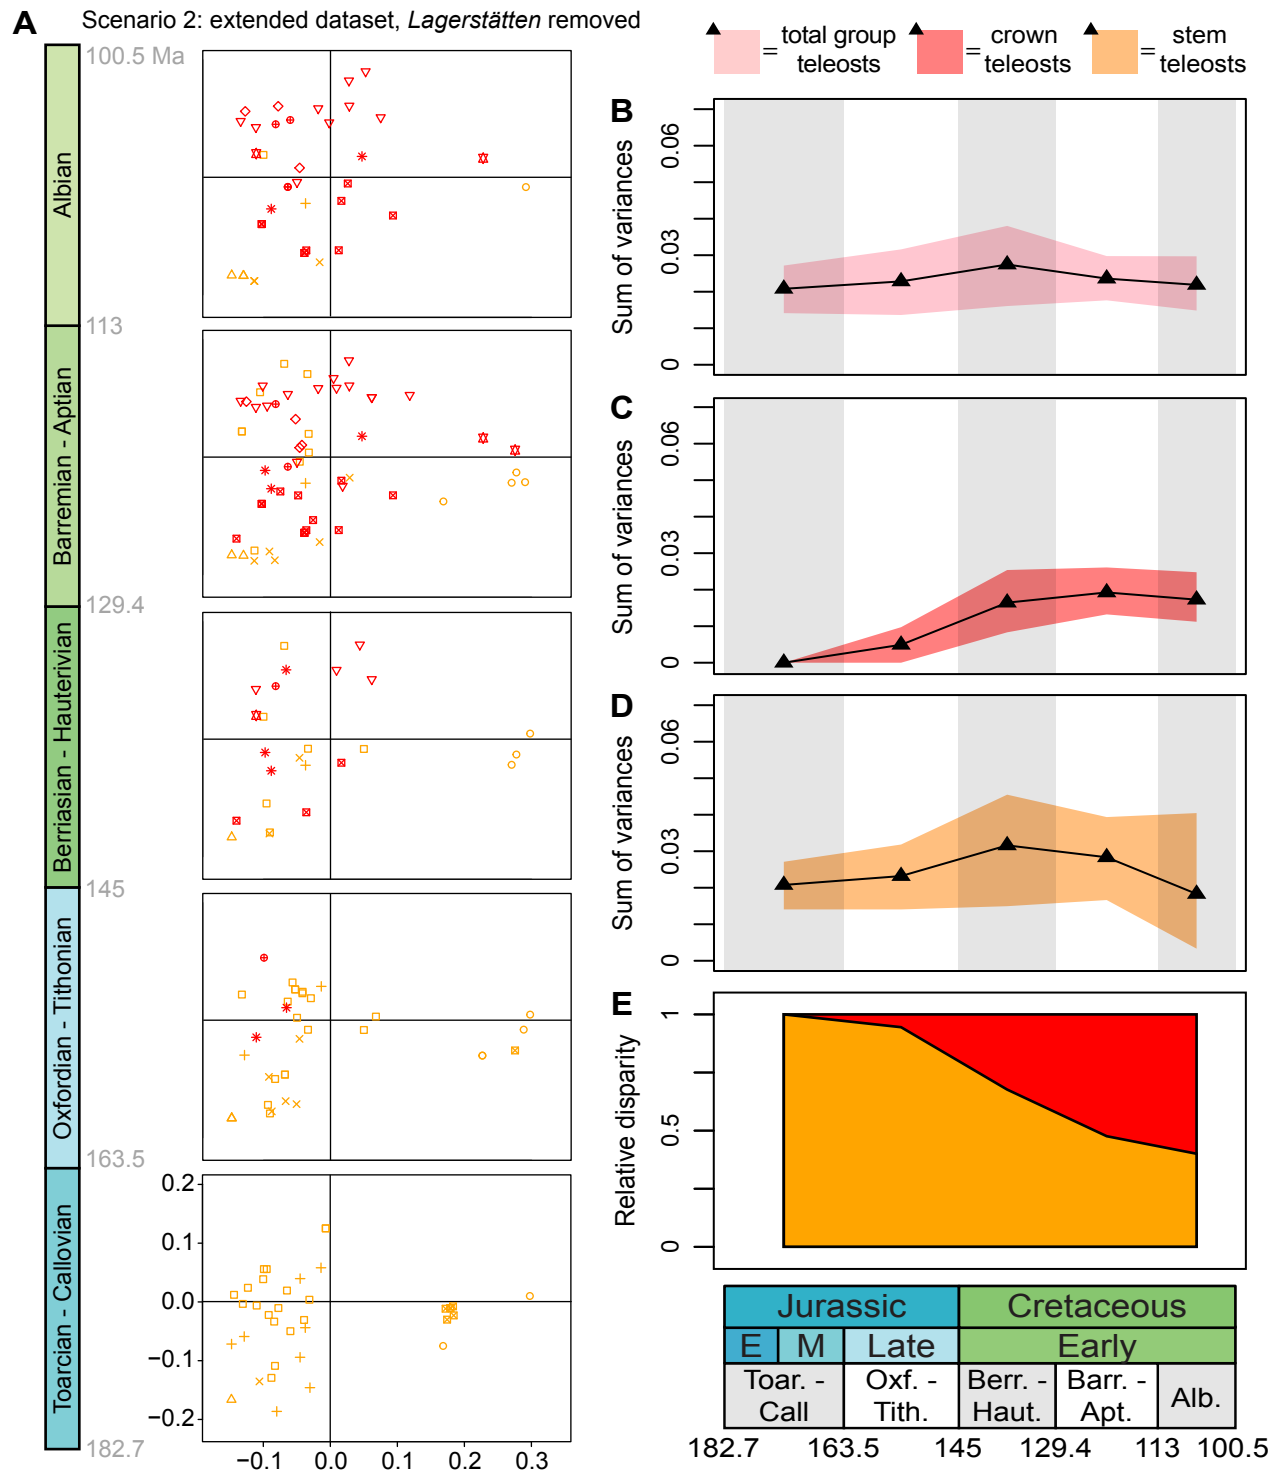 A
Scenario 2: extended dataset, Lagerstätten removed
100.5 Ma
Albian
113
Barremian - Aptian
129.4
Berriasian - Hauterivian
145
Oxfordian - Tithonian
163.5
Toarcian - Callovian
182.7
0.2
0.1
0.0
−0.1
−0.2
−0.1
0.0
0.1
0.2
0.3
= total group
teleosts
= crown
teleosts
= stem
teleosts
B
Sum of variances
0.06
0.03
0
C
Sum of variances
0.06
0.03
0
D
Sum of variances
0.06
0.03
0
E
Relative disparity
1
0.5
0
Jurassic
Cretaceous
E
M
Late
Early
Toar. -
Call
Oxf. -
Tith.
Berr. -
Haut.
Barr. -
Apt.
Alb.
182.7
163.5
145
129.4
113
100.5